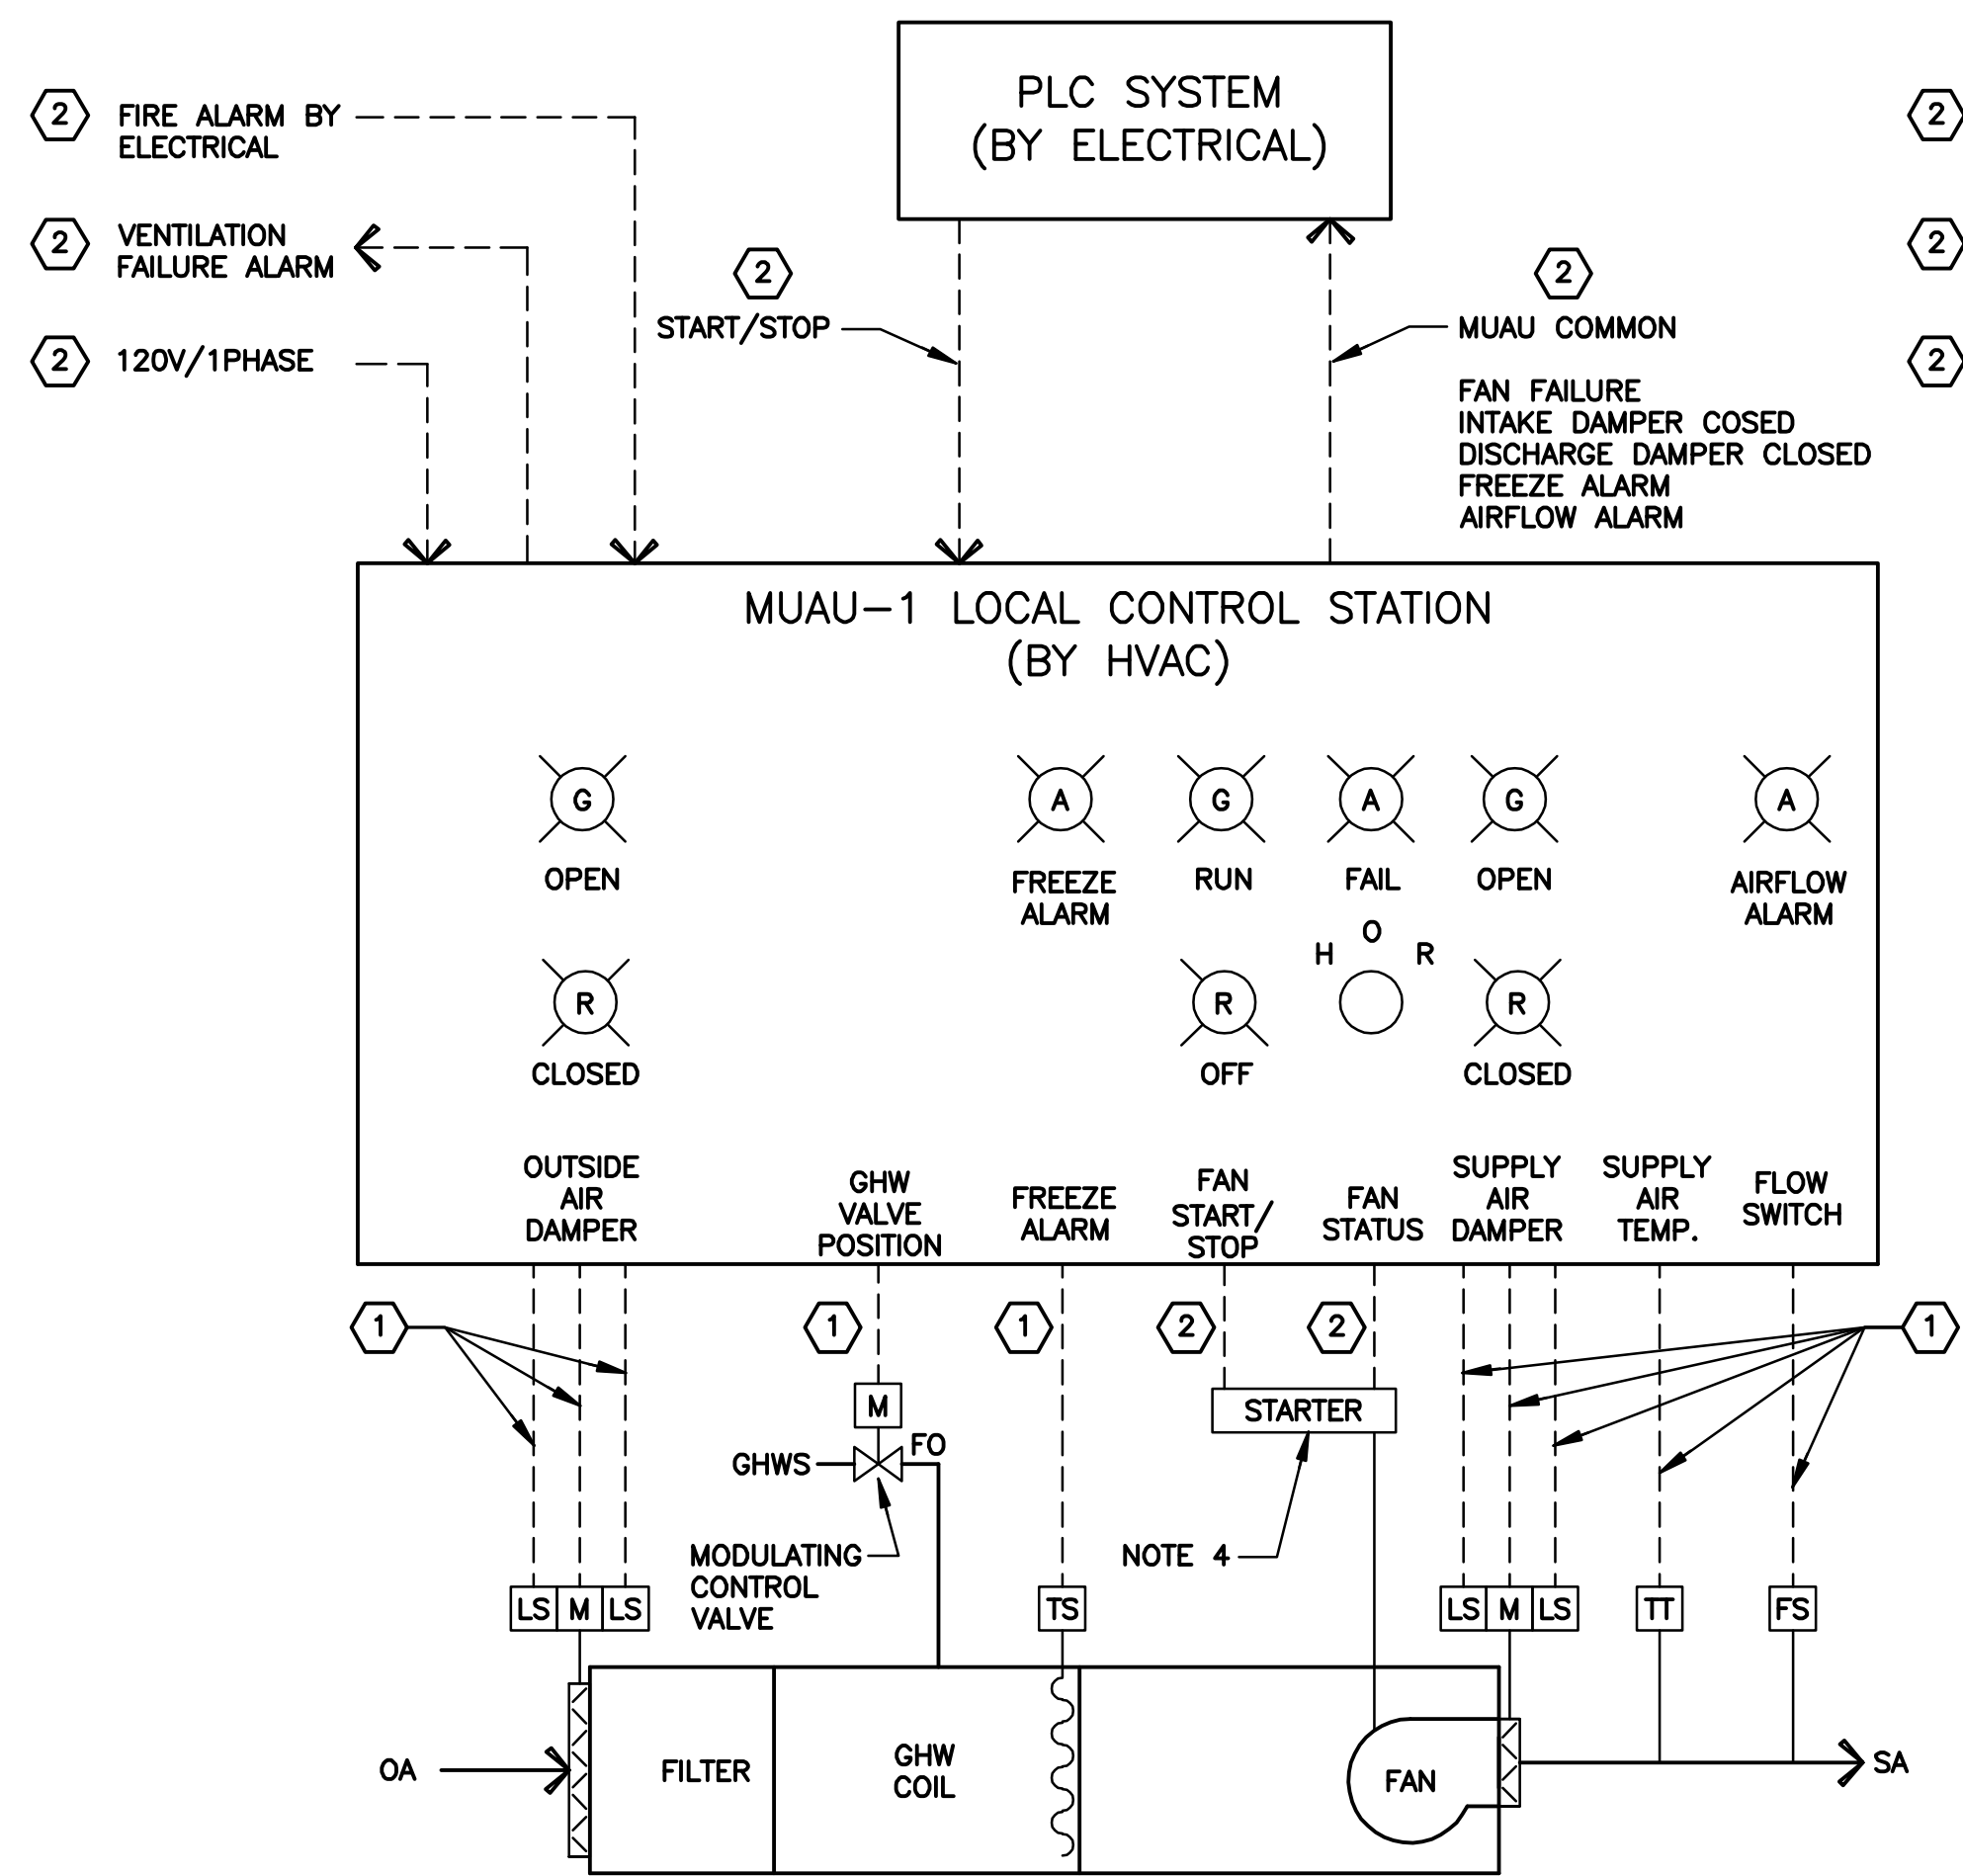 PLC SYSTEM
(BY ELECTRICAL)
2
FIRE ALARM BY
ELECTRICAL
2
2
VENTILATION
FAILURE ALARM
2
2
START/STOP
2
MUAU COMMON
2
120V/1PHASE
2
FAN FAILURE
INTAKE DAMPER COSED
DISCHARGE DAMPER CLOSED
FREEZE ALARM
AIRFLOW ALARM
MUAU-1 LOCAL CONTROL STATION
(BY HVAC)
G
OPEN
A
FREEZE
ALARM
G
RUN
A
FAIL
G
OPEN
A
AIRFLOW
ALARM
H O R
R
CLOSED
R
OFF
R
CLOSED
OUTSIDE
AIR
DAMPER
GHW
VALVE
POSITION
FREEZE
ALARM
FAN
START/
STOP
FAN
STATUS
SUPPLY
AIR
DAMPER
SUPPLY
AIR
TEMP.
FLOW
SWITCH
1
1
1
2
2
1
M
STARTER
GHWS
FO
MODULATING
CONTROL
VALVE
NOTE 4
LS M LS
TS
LS M LS
TT
FS
OA
FILTER
GHW
COIL
FAN
SA